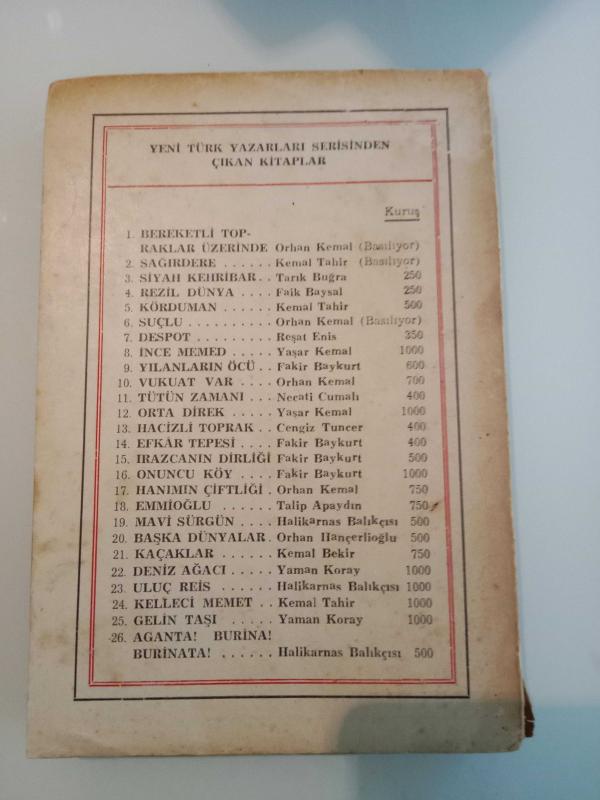 YENİ TÜRK YAZARLARI SERİSİNDEN
ÇIKAN KİTAPLAR
Kuruş
1. BEREKETLİ TOP-
RAKLAR ÜZERİNDE Orhan Kemal (Basılıyor)
2. SAĞIRDERE ...... Kemal Tahir (Basılıyor)
3. SİYAH KEHRİBAR.. Tarık Buğra 250
4. REZİL DÜNYA .... Faik Baysal 250
5. KÖRDUMAN ...... Kemal Tahir 500
6. SUÇLU .......... Orhan Kemal (Basılıyor)
7. DESPOT ......... Reşat Enis 350
8. İNCE MEMED ..... Yaşar Kemal 1000
9. YILANLARIN ÖCÜ.. Fakir Baykurt 600
10. VUKUAT VAR .... Orhan Kemal 700
11. TÜTÜN ZAMANI ... Necati Cumalı 400
12. ORTA DİREK ..... Yaşar Kemal 1000
13. HACİZLİ TOPRAK .. Cengiz Tuncer 400
14. EFKÂR TEPESİ .... Fakir Baykurt 400
15. IRAZCANIN DİRLİĞİ Fakir Baykurt 500
16. ONUNCU KÖY .... Fakir Baykurt 1000
17. HANIMIN ÇİFTLİĞİ . Orhan Kemal 750
18. EMMİOĞLU ...... Talip Apaydın 750
19. MAVİ SÜRGÜN .... Halikarnas Balıkçısı 500
20. BAŞKA DÜNYALAR. Orhan Hançerlioğlu 500
21. KAÇAKLAR ...... Kemal Bekir 750
22. DENİZ AĞACI ..... Yaman Koray 1000
23. ULUÇ REİS ...... Halikarnas Balıkçısı 1000
24. KELLECİ MEMET .. Kemal Tahir 1000
25. GELİN TAŞI ..... Yaman Koray 1000
26. AGANTA! BURİNA!
BURİNATA! ...... Halikarnas Balıkçısı 500